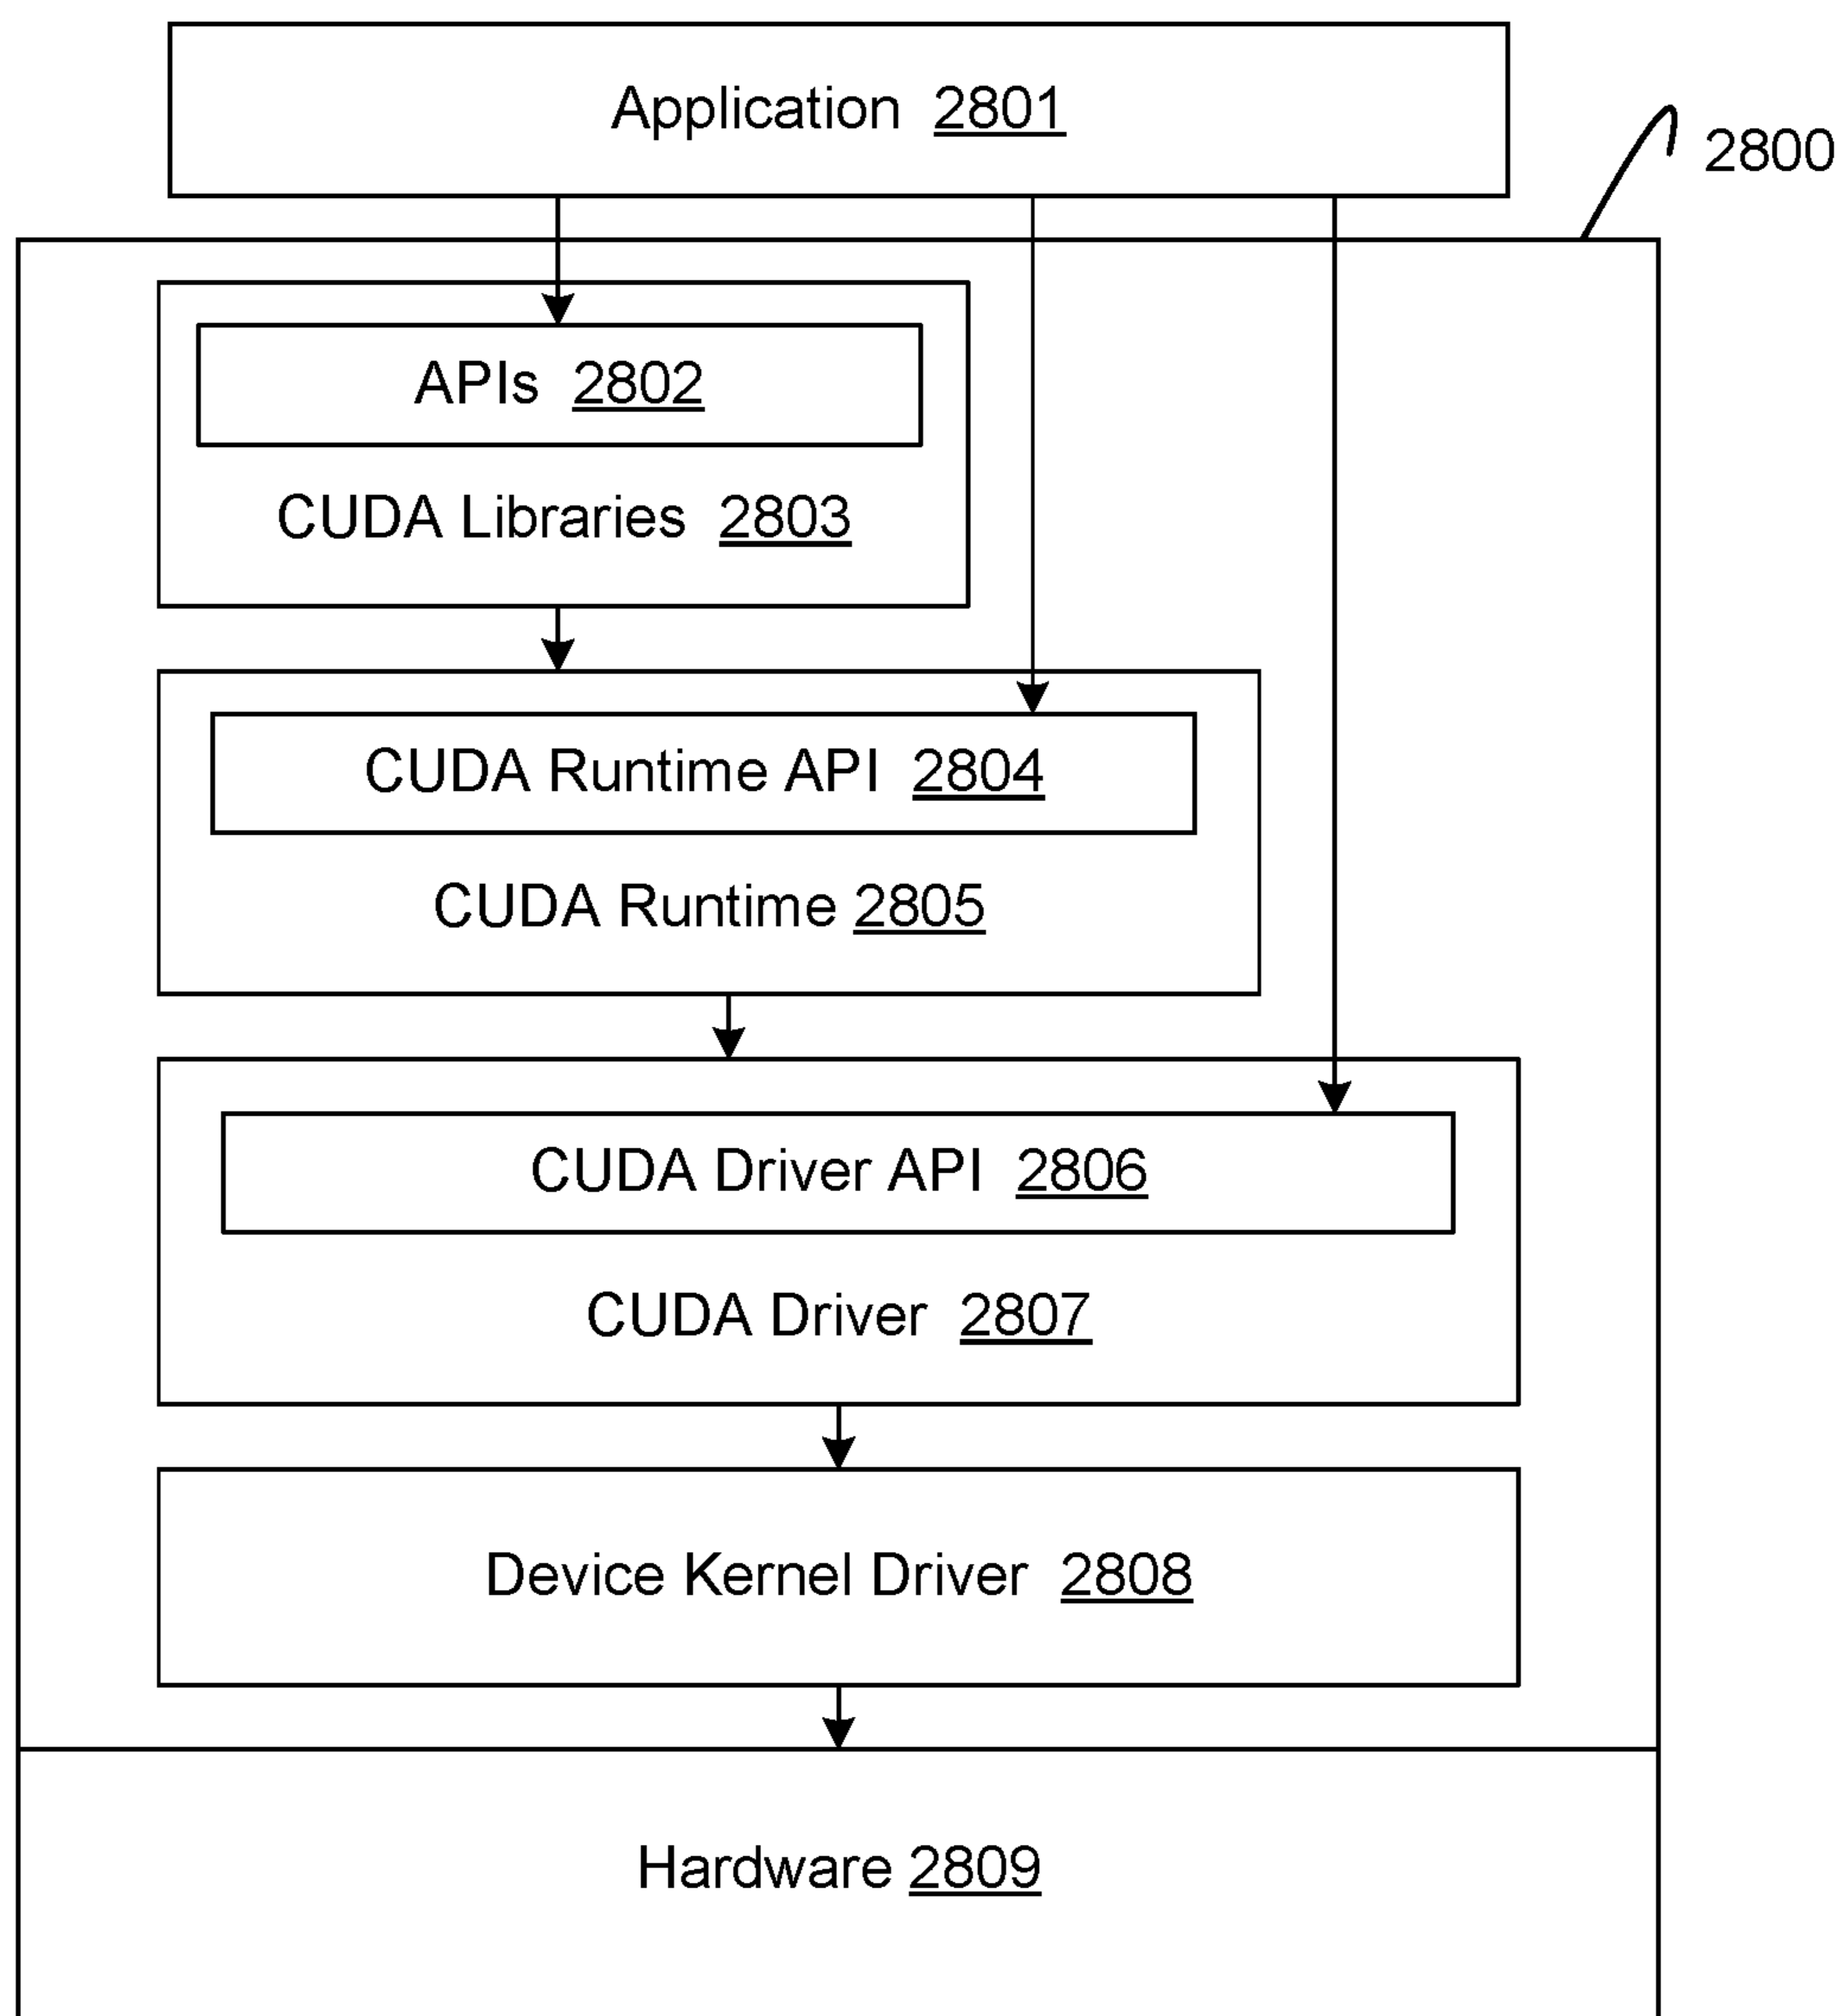 Application 2801
2800
APIs 2802
CUDA Libraries 2803
CUDA Runtime API 2804
CUDA Runtime 2805
CUDA Driver API 2806
CUDA Driver 2807
Device Kernel Driver 2808
Hardware 2809